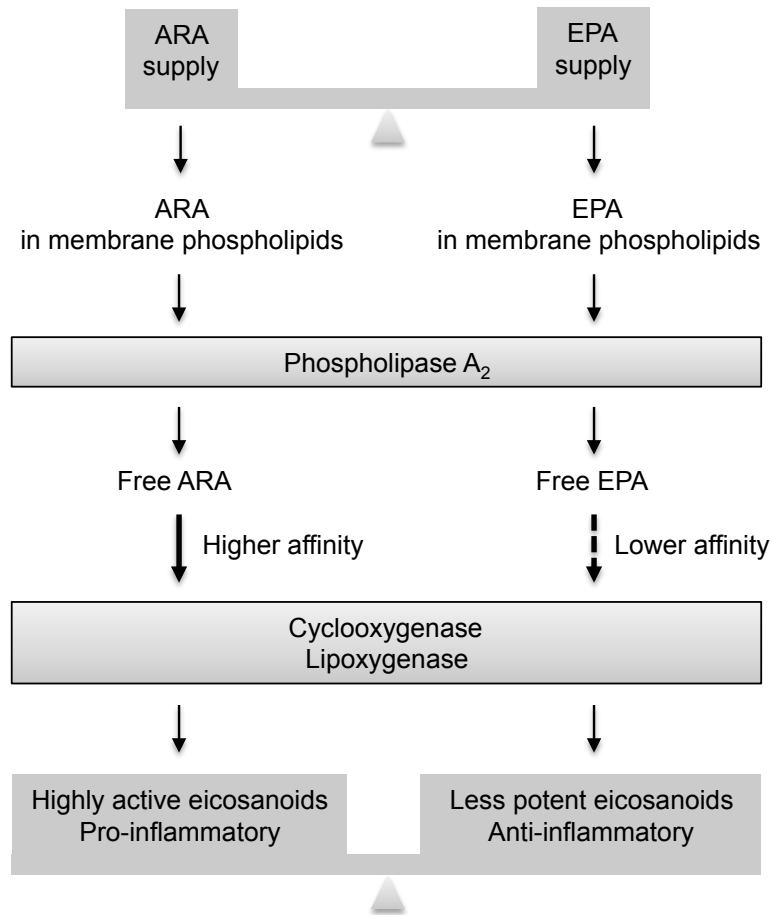 ARA
supply
EPA
supply
ARA
in membrane phospholipids
EPA
in membrane phospholipids
Phospholipase A₂
Free ARA
Free EPA
Higher affinity
Lower affinity
Cyclooxygenase
Lipoxygenase
Highly active eicosanoids
Pro-inflammatory
Less potent eicosanoids
Anti-inflammatory